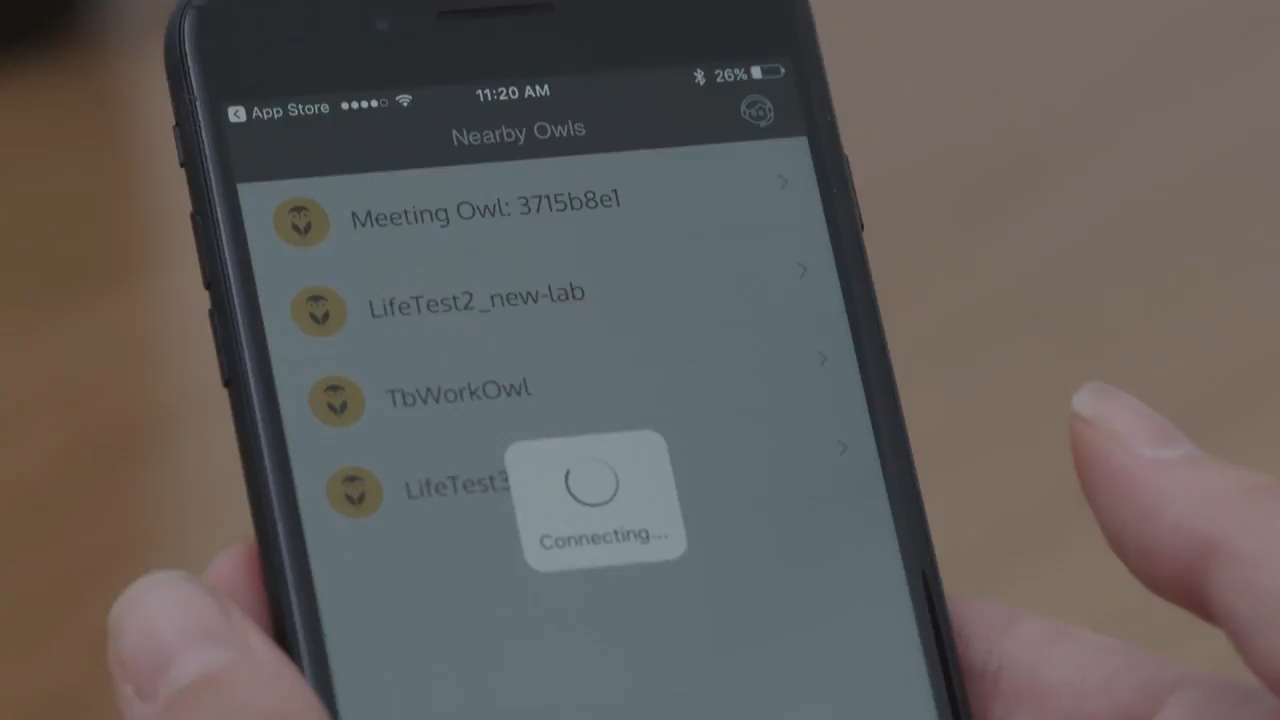 App Store 11:20 AM 26%
Nearby Owls
Meeting Owl: 3715b8e1
LifeTest2_new-lab
TbWorkOwl
LifeTest3
Connecting...